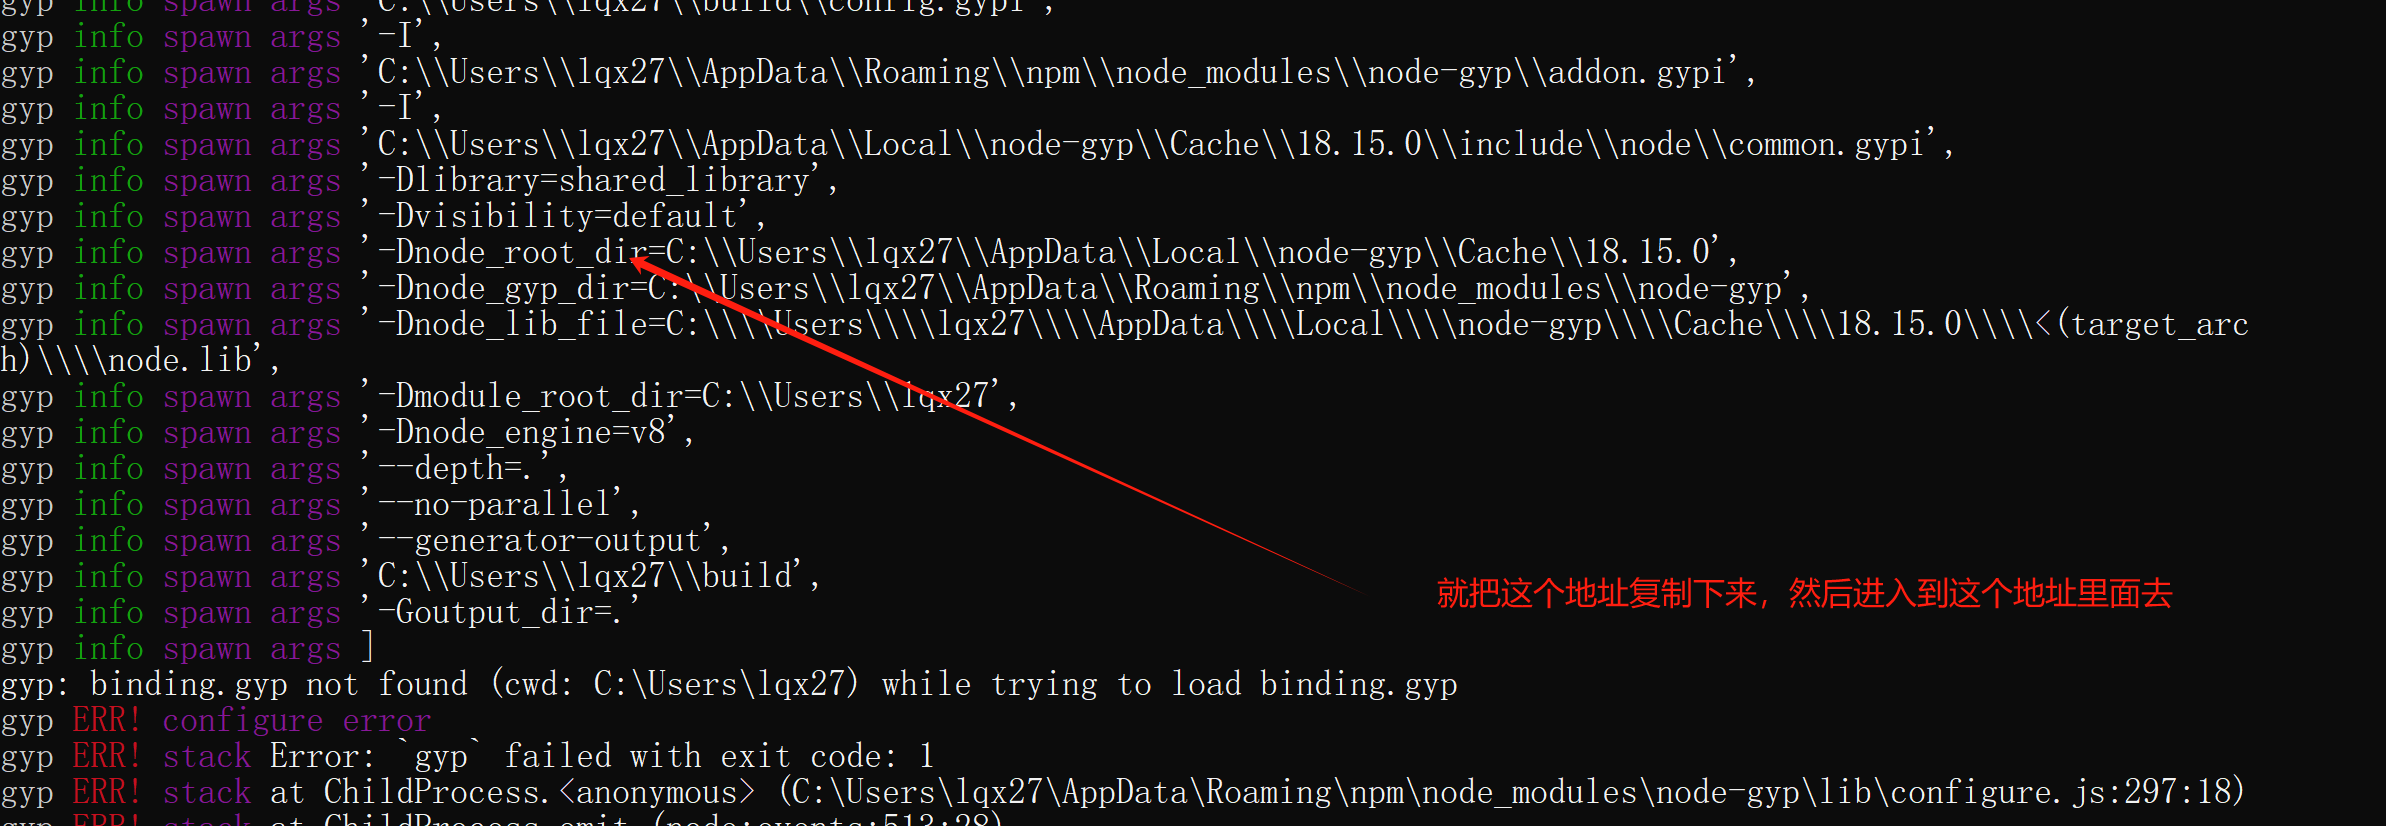 gyp info spawn args 'C:\\Users\\lqx27\\build\\config.gypi',
gyp info spawn args '-I',
gyp info spawn args 'C:\\Users\\lqx27\\AppData\\Roaming\\npm\\node_modules\\node-gyp\\addon.gypi',
gyp info spawn args '-I',
gyp info spawn args 'C:\\Users\\lqx27\\AppData\\Local\\node-gyp\\Cache\\18.15.0\\include\\node\\common.gypi',
gyp info spawn args '-Dlibrary=shared_library',
gyp info spawn args '-Dvisibility=default',
gyp info spawn args '-Dnode_root_dir=C:\\Users\\lqx27\\AppData\\Local\\node-gyp\\Cache\\18.15.0',
gyp info spawn args '-Dnode_gyp_dir=C:\\Users\\lqx27\\AppData\\Roaming\\npm\\node_modules\\node-gyp',
gyp info spawn args '-Dnode_lib_file=C:\\\\Users\\\\lqx27\\\\AppData\\\\Local\\\\node-gyp\\\\Cache\\\\18.15.0\\\\<(target_arc
h)\\\\node.lib',
gyp info spawn args '-Dmodule_root_dir=C:\\Users\\lqx27',
gyp info spawn args '-Dnode_engine=v8',
gyp info spawn args '--depth=.',
gyp info spawn args '--no-parallel',
gyp info spawn args '--generator-output',
gyp info spawn args 'C:\\Users\\lqx27\\build',
就把这个地址复制下来，然后进入到这个地址里面去
gyp info spawn args '-Goutput_dir=.'
gyp info spawn args ]
gyp: binding.gyp not found (cwd: C:\Users\lqx27) while trying to load binding.gyp
gyp ERR! configure error
gyp ERR! stack Error: `gyp` failed with exit code: 1
gyp ERR! stack at ChildProcess.<anonymous> (C:\Users\lqx27\AppData\Roaming\npm\node_modules\node-gyp\lib\configure.js:297:18)
gyp ERR! stack at ChildProcess.emit (node:events:513:28)